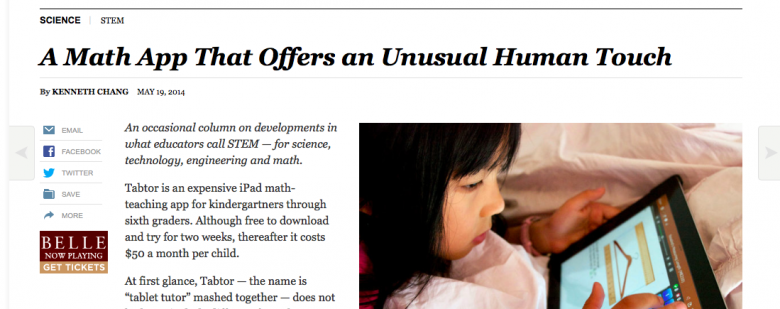 SCIENCE | STEM
A Math App That Offers an Unusual Human Touch
By KENNETH CHANG MAY 19, 2014
EMAIL
FACEBOOK
TWITTER
SAVE
MORE
BELLE
NOW PLAYING
GET TICKETS
An occasional column on developments in
what educators call STEM — for science,
technology, engineering and math.
Tabtor is an expensive iPad math-
teaching app for kindergartners through
sixth graders. Although free to download
and try for two weeks, thereafter it costs
$50 a month per child.
At first glance, Tabtor — the name is
“tablet tutor” mashed together — does not